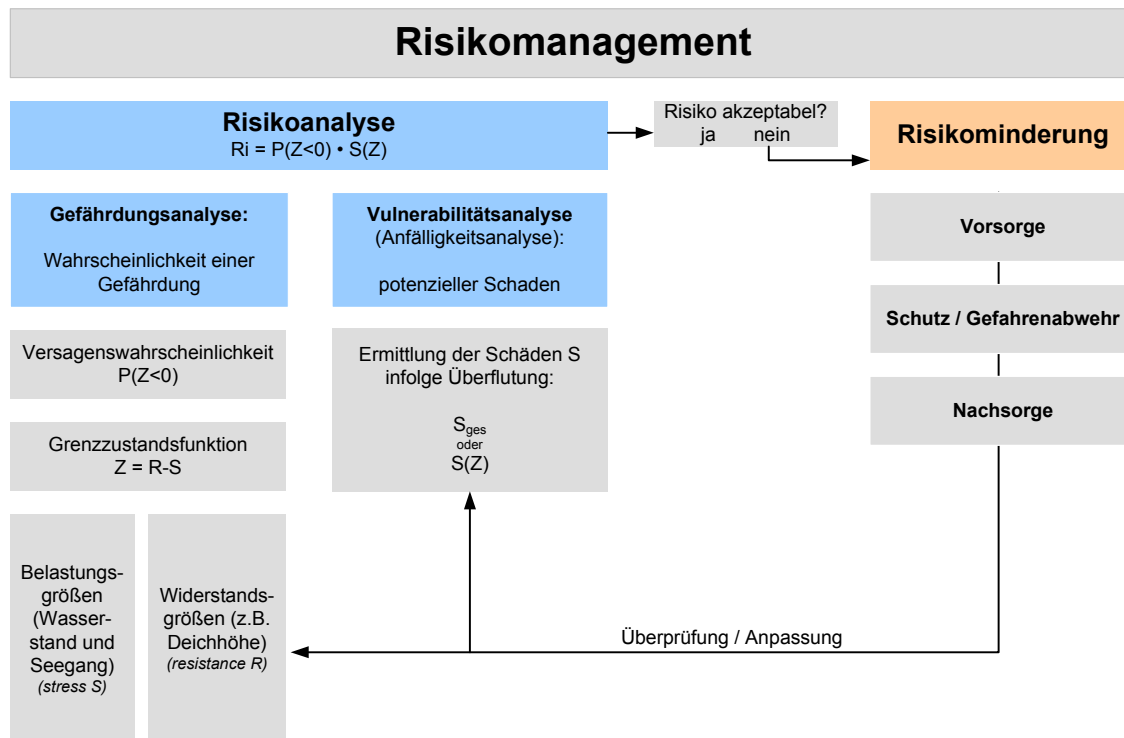 Risikomanagement
Risikoanalyse
Ri = P(Z<0) • S(Z)
Risiko akzeptabel?
ja nein
Risikominderung
Gefährdungsanalyse:
Wahrscheinlichkeit einer
Gefährdung
Vulnerabilitätsanalyse
(Anfälligkeitsanalyse):
potenzieller Schaden
Vorsorge
Schutz / Gefahrenabwehr
Nachsorge
Versagenswahrscheinlichkeit
P(Z<0)
Ermittlung der Schäden S
infolge Überflutung:
S_ges
oder
S(Z)
Grenzzustandsfunktion
Z = R-S
Belastungs-
größen
(Wasser-
stand und
Seegang)
(stress S)
Widerstands-
größen (z.B.
Deichhöhe)
(resistance R)
Überprüfung / Anpassung